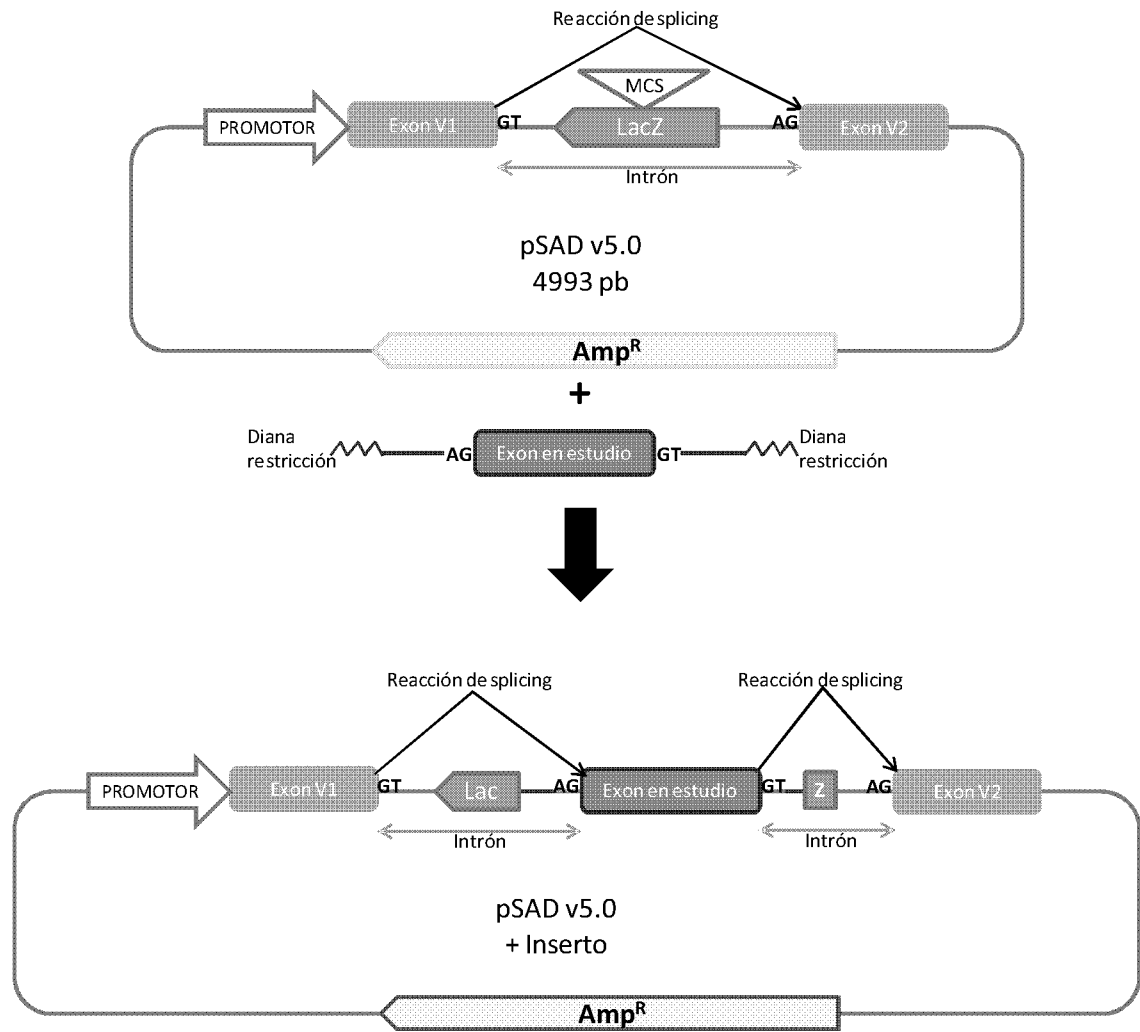 Reacción de splicing
MCS
PROMOTOR
Exon V1
GT
LacZ
AG
Exon V2
Intrón
pSAD v5.0
4993 pb
Amp^R
+
Diana
restricción
AG
Exon en estudio
GT
Diana
restricción
Reacción de splicing
Reacción de splicing
PROMOTOR
Exon V1
GT
Lac
AG
Exon en estudio
GT
Z
AG
Exon V2
Intrón
Intrón
pSAD v5.0
+ Inserto
Amp^R